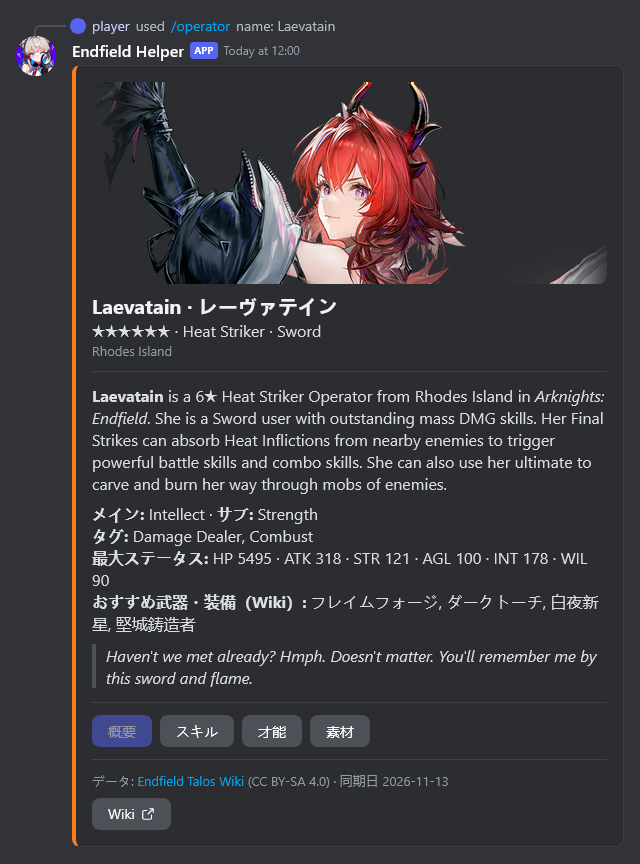 player used /operator name: Laevatain
Endfield Helper APP Today at 12:00
Laevatain · レーヴァテイン
★★★★★★ · Heat Striker · Sword
Rhodes Island
Laevatain is a 6★ Heat Striker Operator from Rhodes Island in Arknights:
Endfield. She is a Sword user with outstanding mass DMG skills. Her Final
Strikes can absorb Heat Inflictions from nearby enemies to trigger
powerful battle skills and combo skills. She can also use her ultimate to
carve and burn her way through mobs of enemies.
メイン: Intellect · サブ: Strength
タグ: Damage Dealer, Combust
最大ステータス: HP 5495 · ATK 318 · STR 121 · AGL 100 · INT 178 · WIL
90
おすすめ武器・装備（Wiki）: フレイムフォージ, ダークトーチ, 白夜新
星, 堅城鋳造者
Haven't we met already? Hmph. Doesn't matter. You'll remember me by
this sword and flame.
概要 スキル 才能 素材
データ: Endfield Talos Wiki (CC BY-SA 4.0) · 同期日 2026-11-13
Wiki